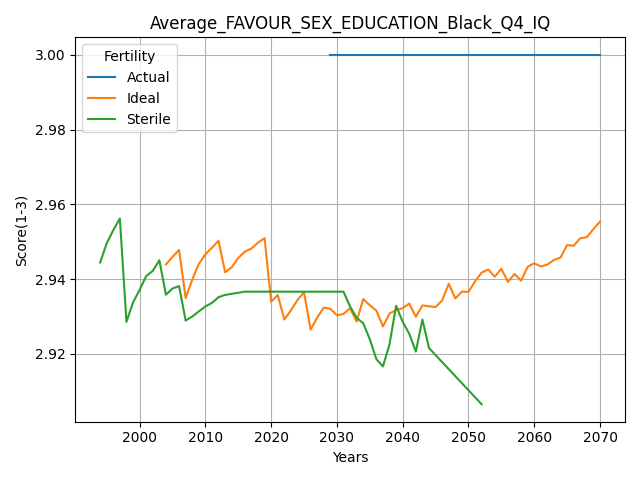 Average_FAVOUR_SEX_EDUCATION_Black_Q4_IQ
Fertility
Actual
Ideal
Sterile
Score(1-3)
3.00
2.98
2.96
2.94
2.92
2000 2010 2020 2030 2040 2050 2060 2070
Years